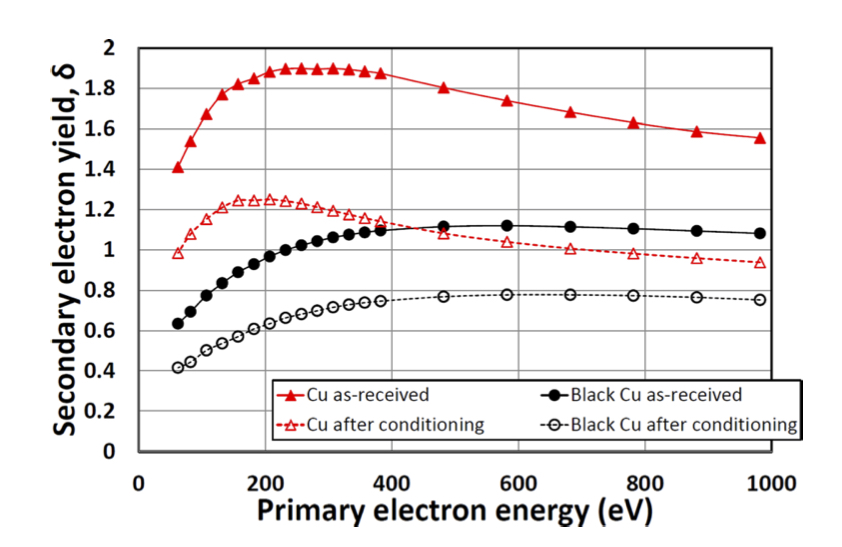 Secondary electron yield, δ
2
1.8
1.6
1.4
1.2
1
0.8
0.6
0.4
0.2
0
Cu as-received
Black Cu as-received
Cu after conditioning
Black Cu after conditioning
0 200 400 600 800 1000
Primary electron energy (eV)